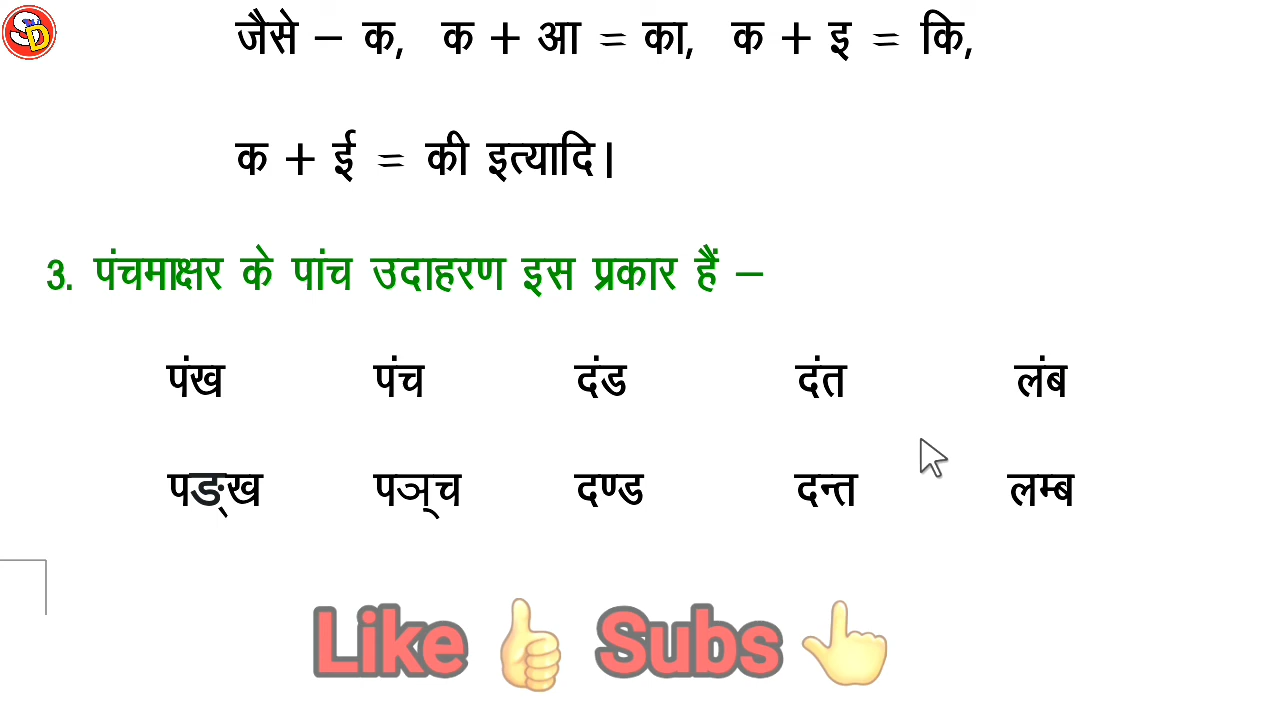 जैसे – क, क + आ = का, क + इ = कि,
क + ई = की इत्यादि।
3. पंचमाक्षर के पांच उदाहरण इस प्रकार हैं –
पंख पंच दंड दंत लंब
पङ्ख पञ्च दण्ड दन्त लम्ब
Like Subs